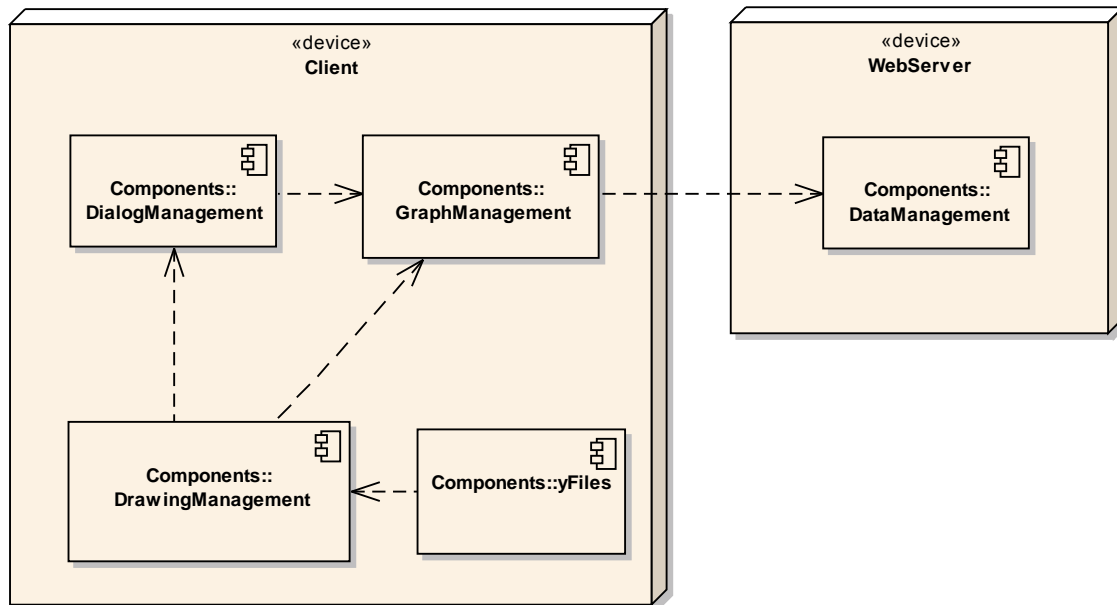 «device»
Client
«device»
WebServer
Components::
DialogManagement
Components::
GraphManagement
Components::
DataManagement
Components::
DrawingManagement
Components::yFiles